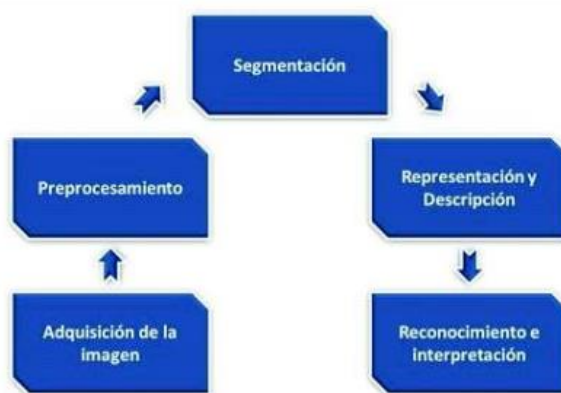 Segmentación
Preprocesamiento
Representación y
Descripción
Adquisición de la
imagen
Reconocimiento e
interpretación